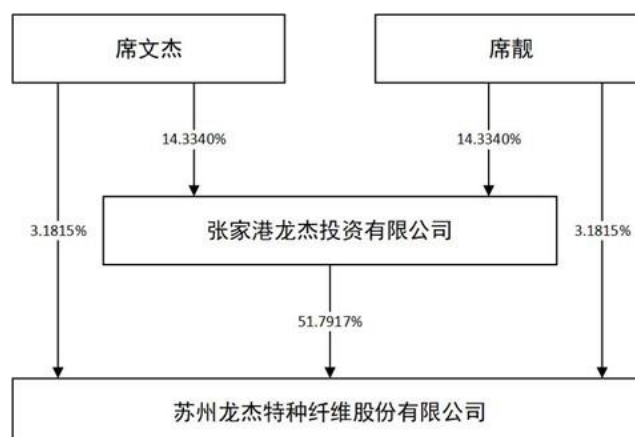 席文杰
席靓
14.3340%
14.3340%
3.1815%
张家港龙杰投资有限公司
3.1815%
51.7917%
苏州龙杰特种纤维股份有限公司